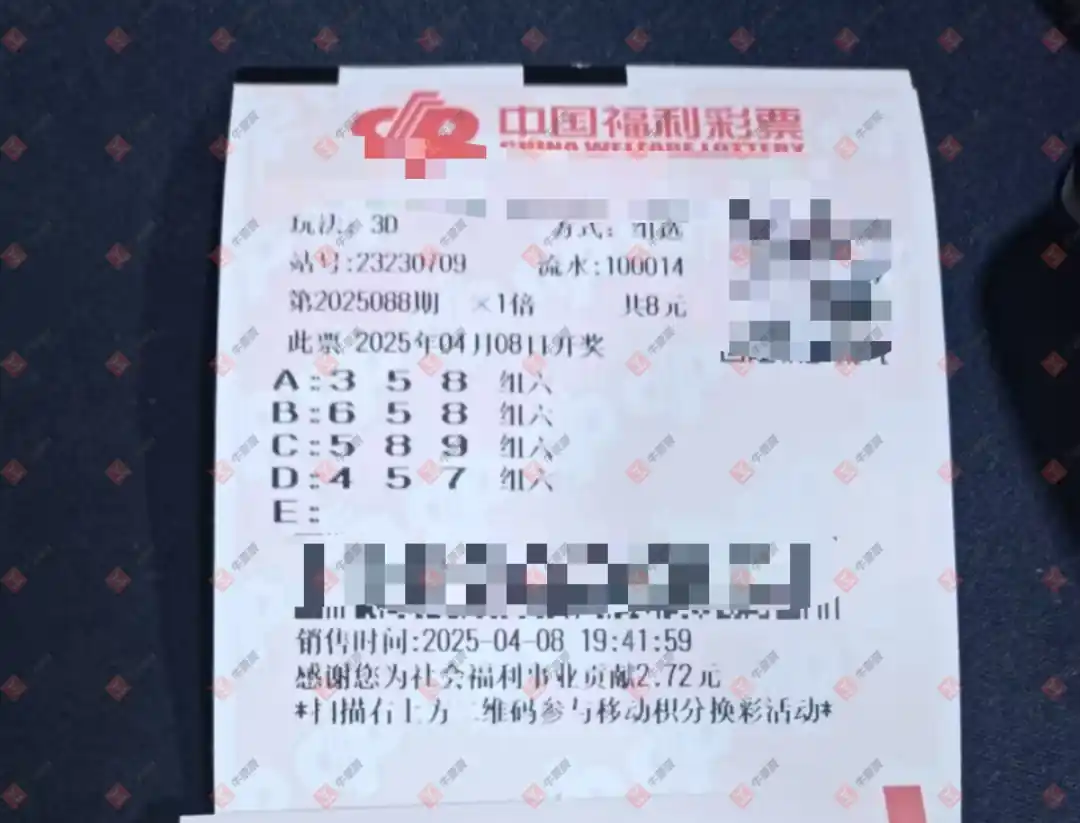 中国福利彩票
CHINA WELFARE LOTTERY
玩法：3D 方式：组选
站号:23230709 流水:100014
第2025088期 ×1倍 共8元
此票 2025年04月08日开奖
A:3 5 8 组六
B:6 5 8 组六
C:5 8 9 组六
D:4 5 7 组六
E:
销售时间:2025-04-08 19:41:59
感谢您为社会福利事业贡献2.72元
*扫描右上方二维码参与移动积分换彩活动*